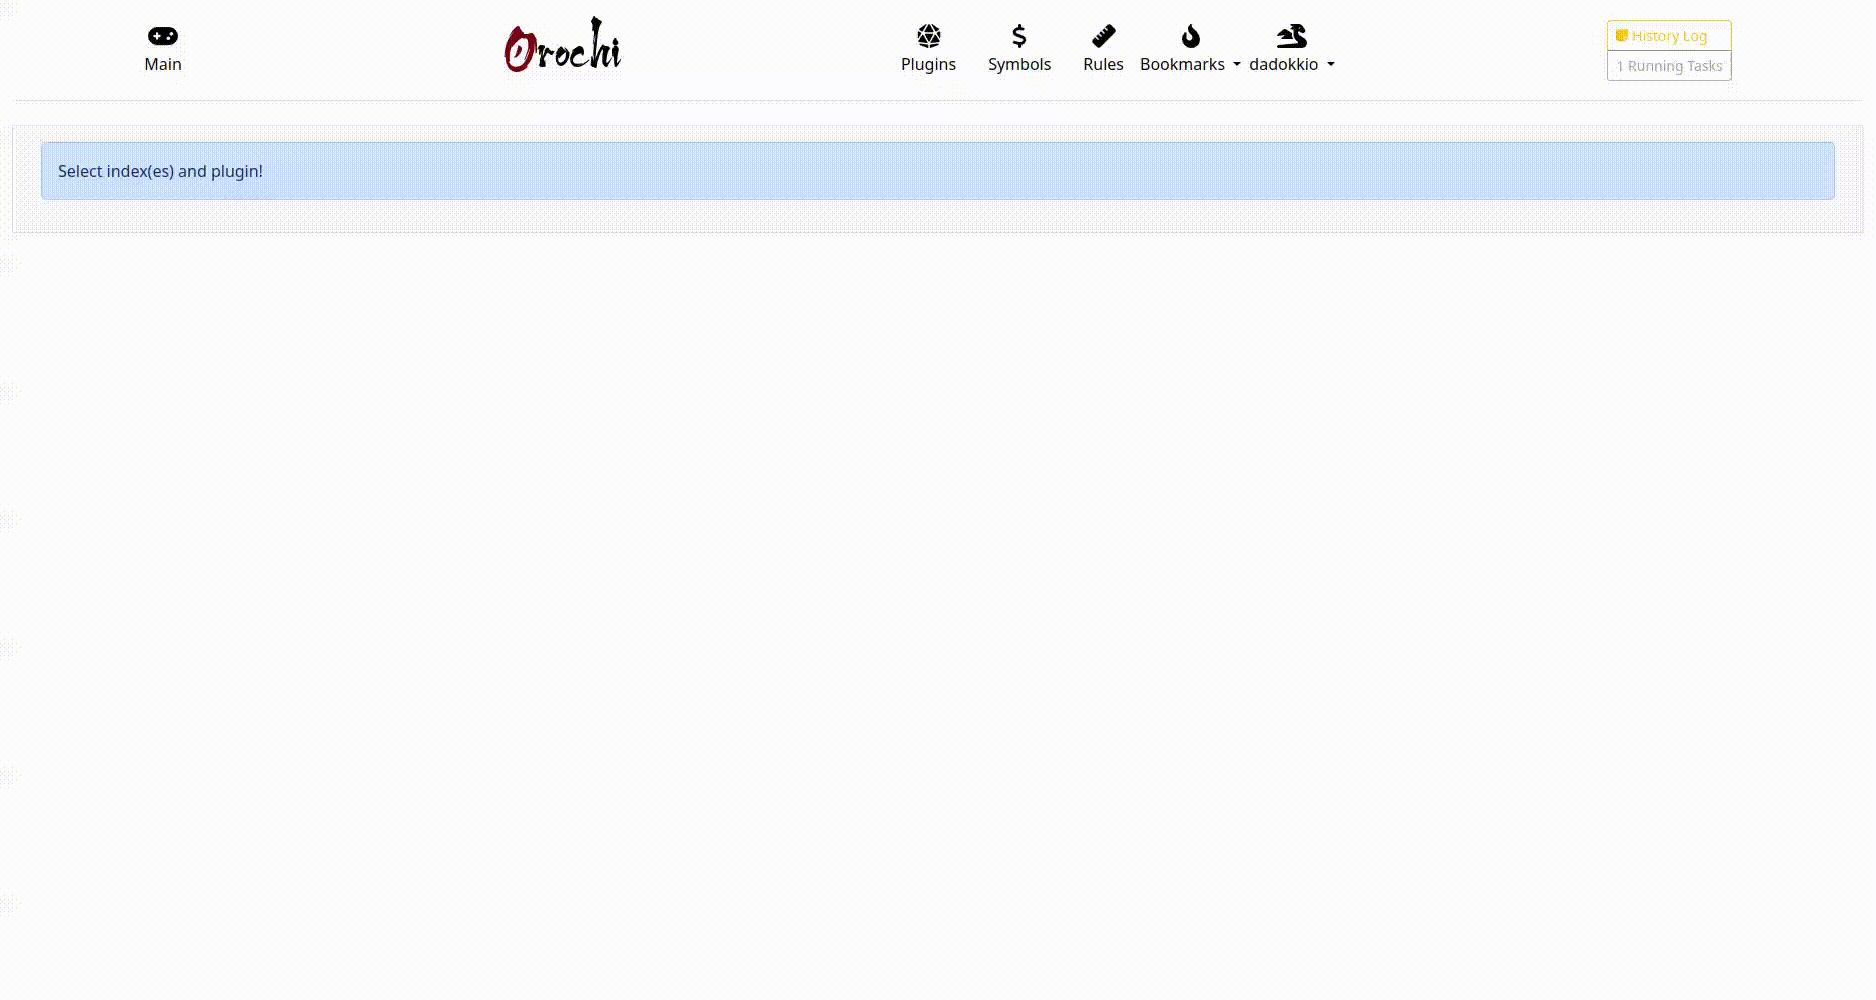 Main
Orochi
Plugins
Symbols
Rules
Bookmarks
dadokkio
History Log
1 Running Tasks
Select index(es) and plugin!